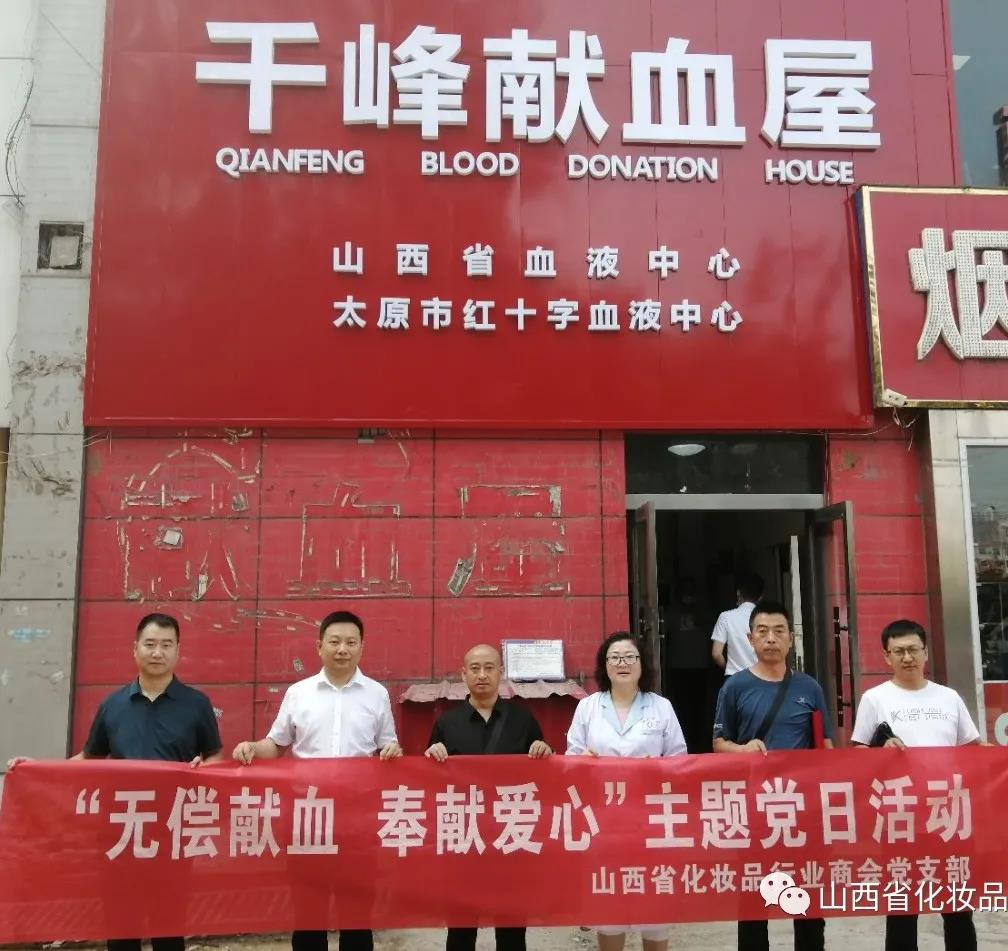 千峰献血屋
QIANFENG BLOOD DONATION HOUSE
山西省血液中心
太原市红十字血液中心
烟
“无偿献血 奉献爱心”主题党日活动
山西省化妆品行业商会党支部
山西省化妆品